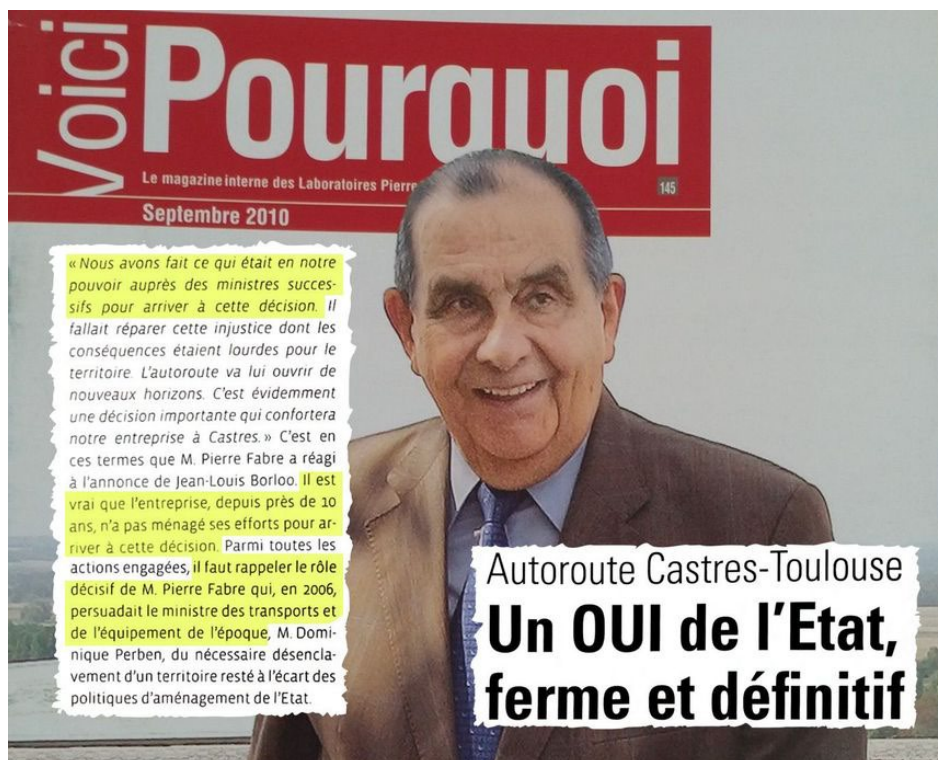 Voici
Pourquoi
Le magazine interne des Laboratoires Pierre
145
Septembre 2010
« Nous avons fait ce qui était en notre
pouvoir auprès des ministres succes-
sifs pour arriver à cette décision. Il
fallait réparer cette injustice dont les
conséquences étaient lourdes pour le
territoire. L'autoroute va lui ouvrir de
nouveaux horizons. C'est évidemment
une décision importante qui confortera
notre entreprise à Castres. » C'est en
ces termes que M. Pierre Fabre a réagi
à l'annonce de Jean-Louis Borloo. Il est
vrai que l'entreprise, depuis près de 10
ans, n'a pas ménagé ses efforts pour ar-
river à cette décision. Parmi toutes les
actions engagées, il faut rappeler le rôle
décisif de M. Pierre Fabre qui, en 2006,
persuadait le ministre des transports et
de l'équipement de l'époque, M. Domi-
nique Perben, du nécessaire désencla-
vement d'un territoire resté à l'écart des
politiques d'aménagement de l'Etat.
Autoroute Castres-Toulouse
Un OUI de l'Etat,
ferme et définitif